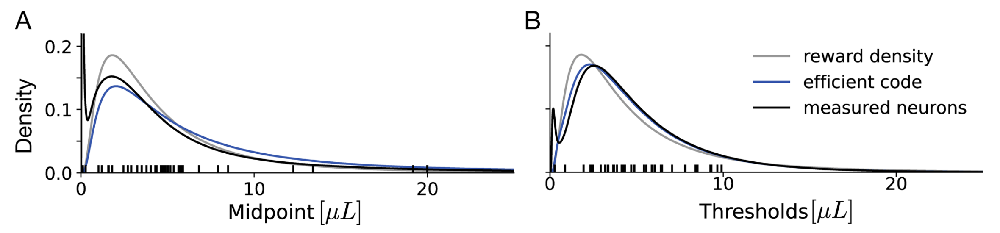 A
B
0.2
0.1
0.0
Density
0
10
20
Midpoint [μL]
0
10
20
Thresholds [μL]
reward density
efficient code
measured neurons